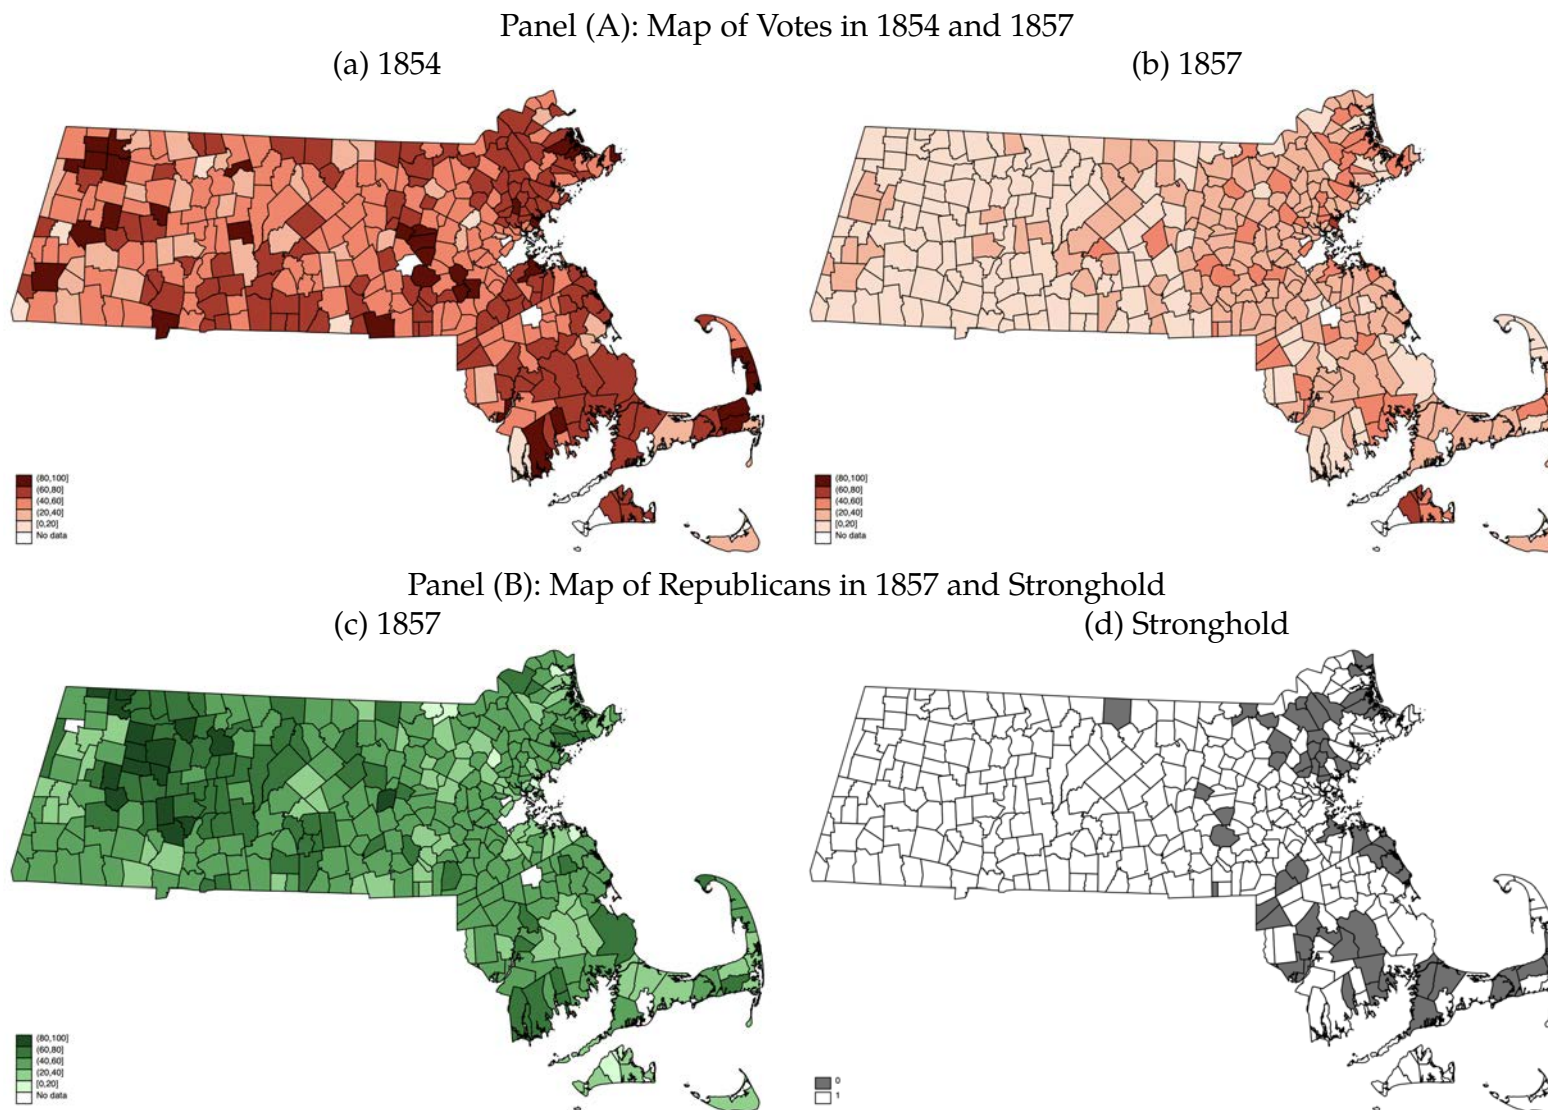 Panel (A): Map of Votes in 1854 and 1857
(a) 1854
(b) 1857
(80,100]
(60,80]
(40,60]
(20,40]
[0,20]
No data
(80,100]
(60,80]
(40,60]
(20,40]
[0,20]
No data
Panel (B): Map of Republicans in 1857 and Stronghold
(c) 1857
(d) Stronghold
(80,100]
(60,80]
(40,60]
(20,40]
[0,20]
No data
0
1